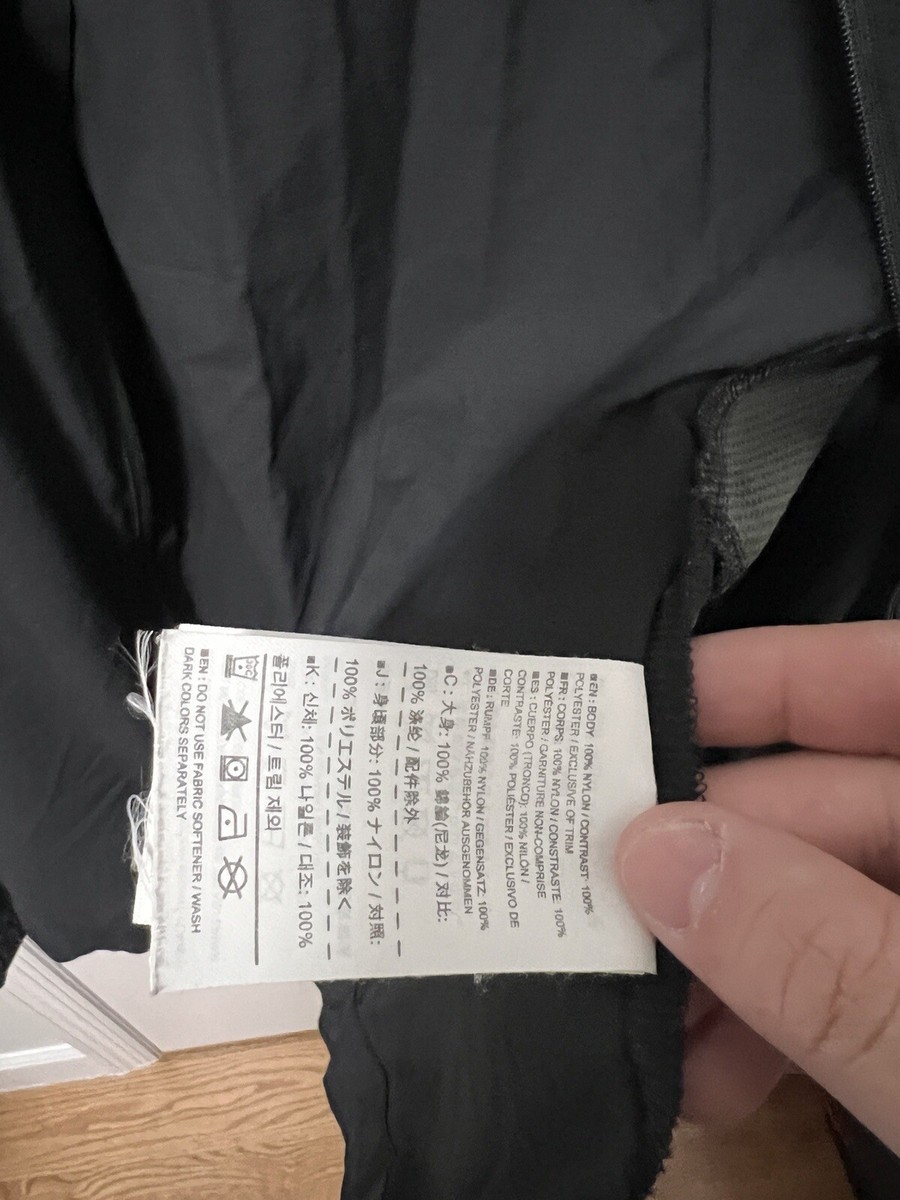 EN : BODY: 100% NYLON / CONTRAST: 100%
POLYESTER / EXCLUSIVE OF TRIM
FR : CORPS: 100% NYLON / CONSTRASTE: 100%
POLYESTER / GARNITURE NON-COMPRISE
ES : CUERPO (TRONCO): 100% NILÓN /
CONTRASTE: 100% POLIÉSTER / EXCLUSIVO DE
CORTE
DE : RUMPF: 100% NYLON / GEGENSATZ: 100%
POLYESTER / NÄHZUBEHÖR AUSGENOMMEN
C : 大身: 100% 錦綸(尼龙) / 对比:
100% 涤纶 / 配件除外
J : 身頃部分: 100% ナイロン / 対照:
100% ポリエステル / 装飾を除く
K : 신체: 100% 나일론 / 대조: 100%
폴리에스터 / 트림 제외
30C
EN : DO NOT USE FABRIC SOFTENER / WASH
DARK COLORS SEPARATELY